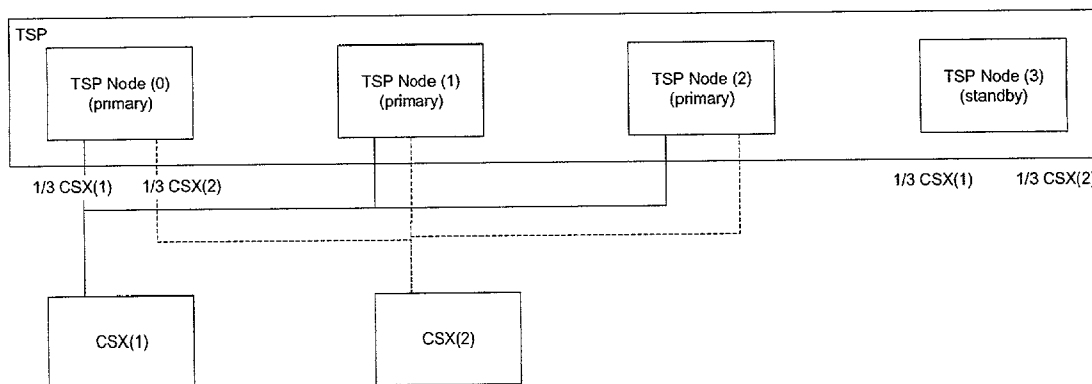 TSP
TSP Node (0)
(primary)
TSP Node (1)
(primary)
TSP Node (2)
(primary)
TSP Node (3)
(standby)
1/3 CSX(1)
1/3 CSX(2)
1/3 CSX(1)
1/3 CSX(2)
CSX(1)
CSX(2)